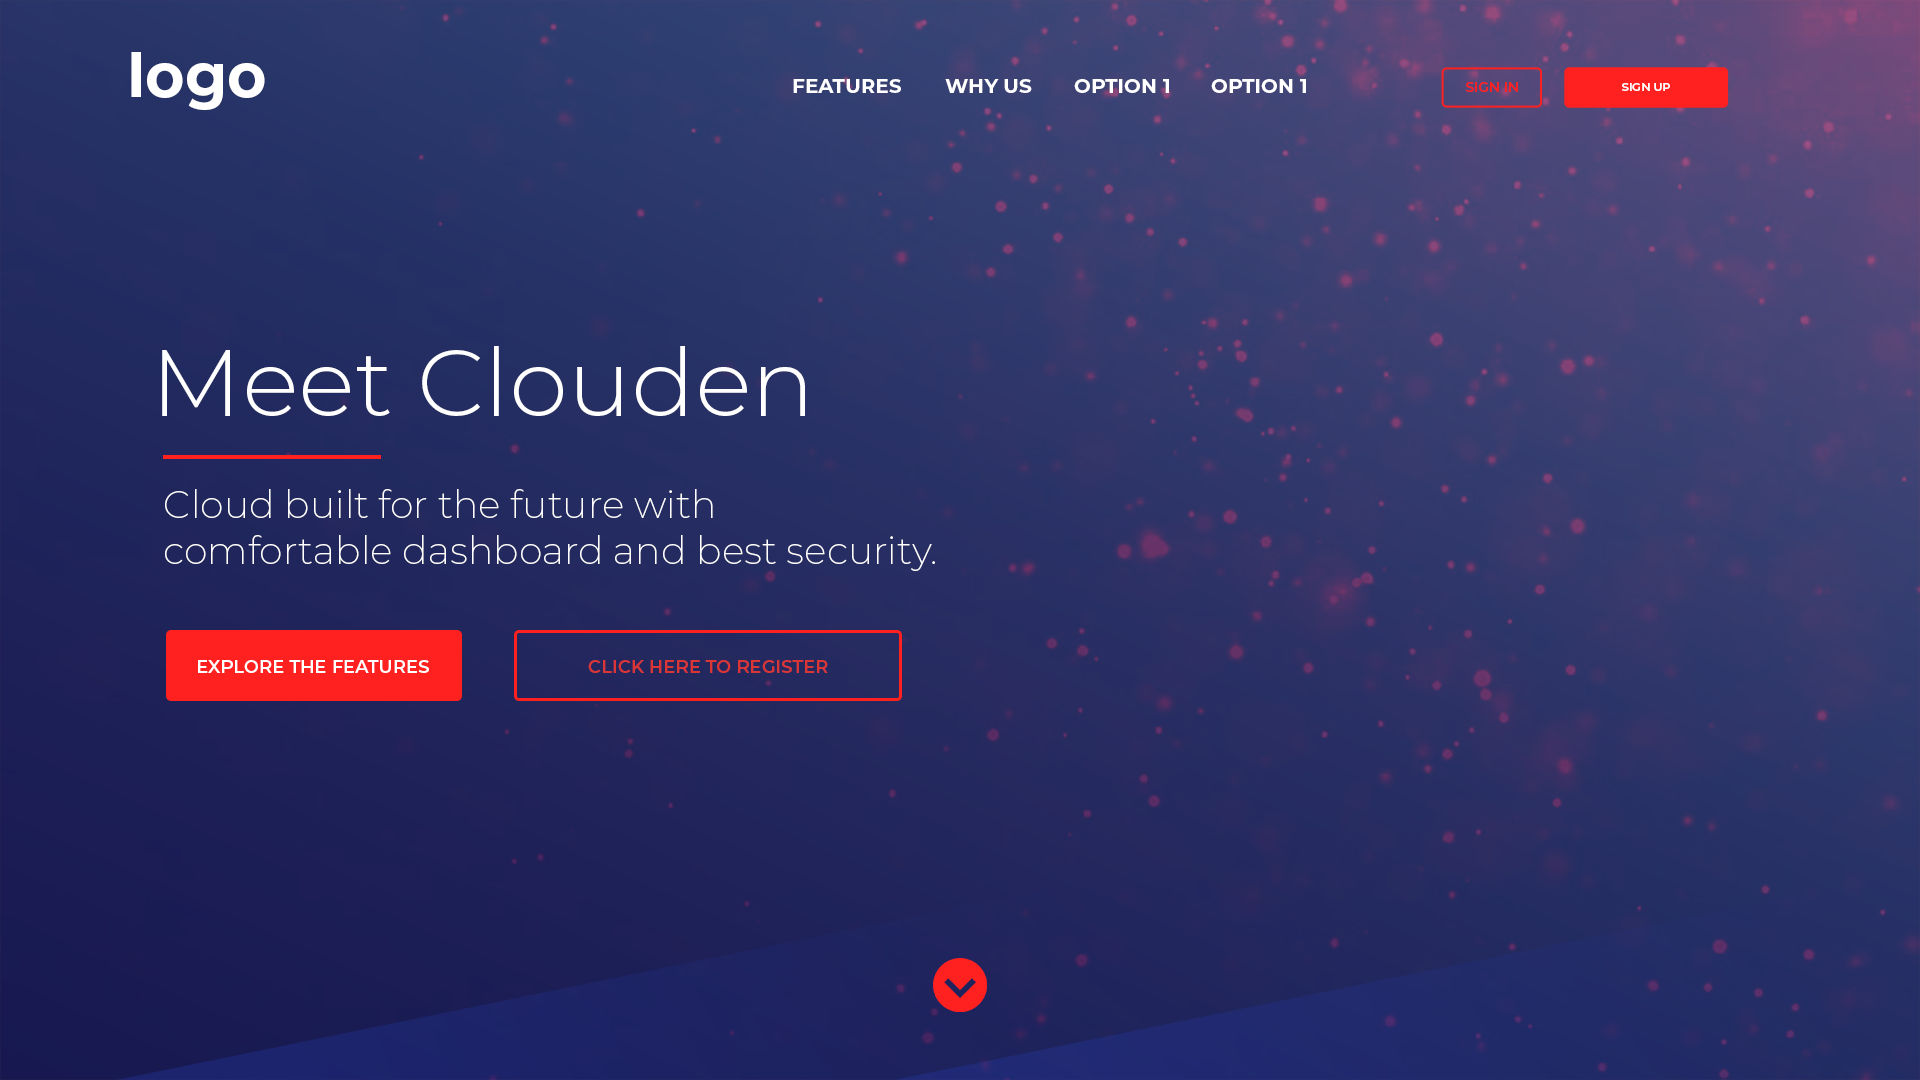 logo
FEATURES WHY US OPTION 1 OPTION 1 SIGN IN SIGN UP
Meet Clouden
Cloud built for the future with
comfortable dashboard and best security.
EXPLORE THE FEATURES CLICK HERE TO REGISTER